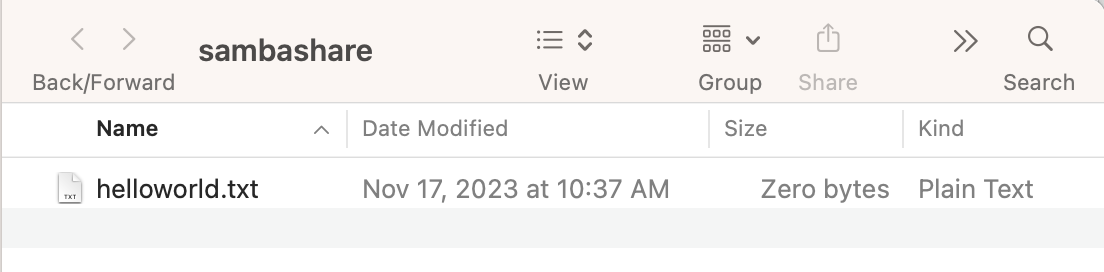 sambashare
Back/Forward View Group Share Search
Name Date Modified Size Kind
TXT helloworld.txt Nov 17, 2023 at 10:37 AM Zero bytes Plain Text